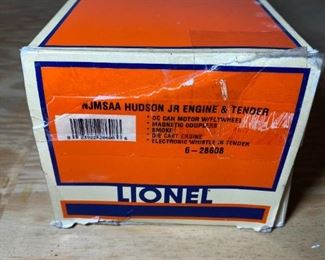 NJMSAA HUDSON JR ENGINE & TENDER
• DC CAN MOTOR W/FLYWHEEL
• MAGNETIC COUPLERS
• SMOKE
• DIE CAST ENGINE
• ELECTRONIC WHISTLE IN TENDER
6-28608
LIONEL